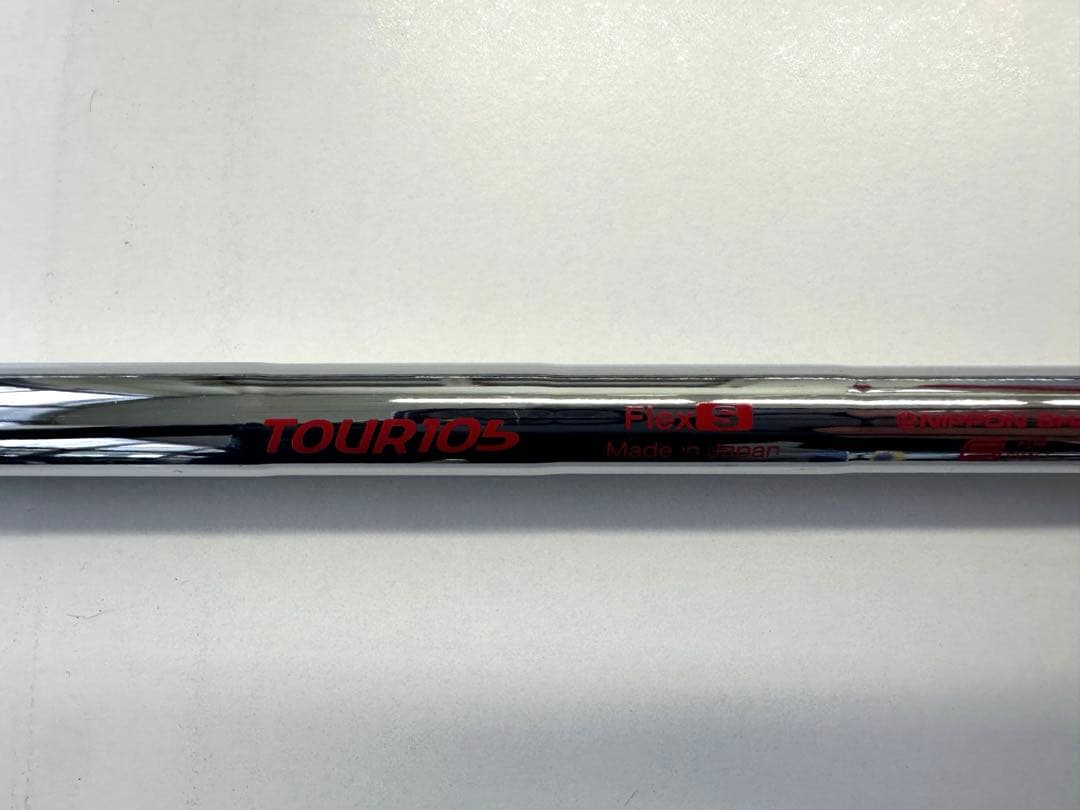 TOUR105
Flex S
Made in Japan
NIPPON